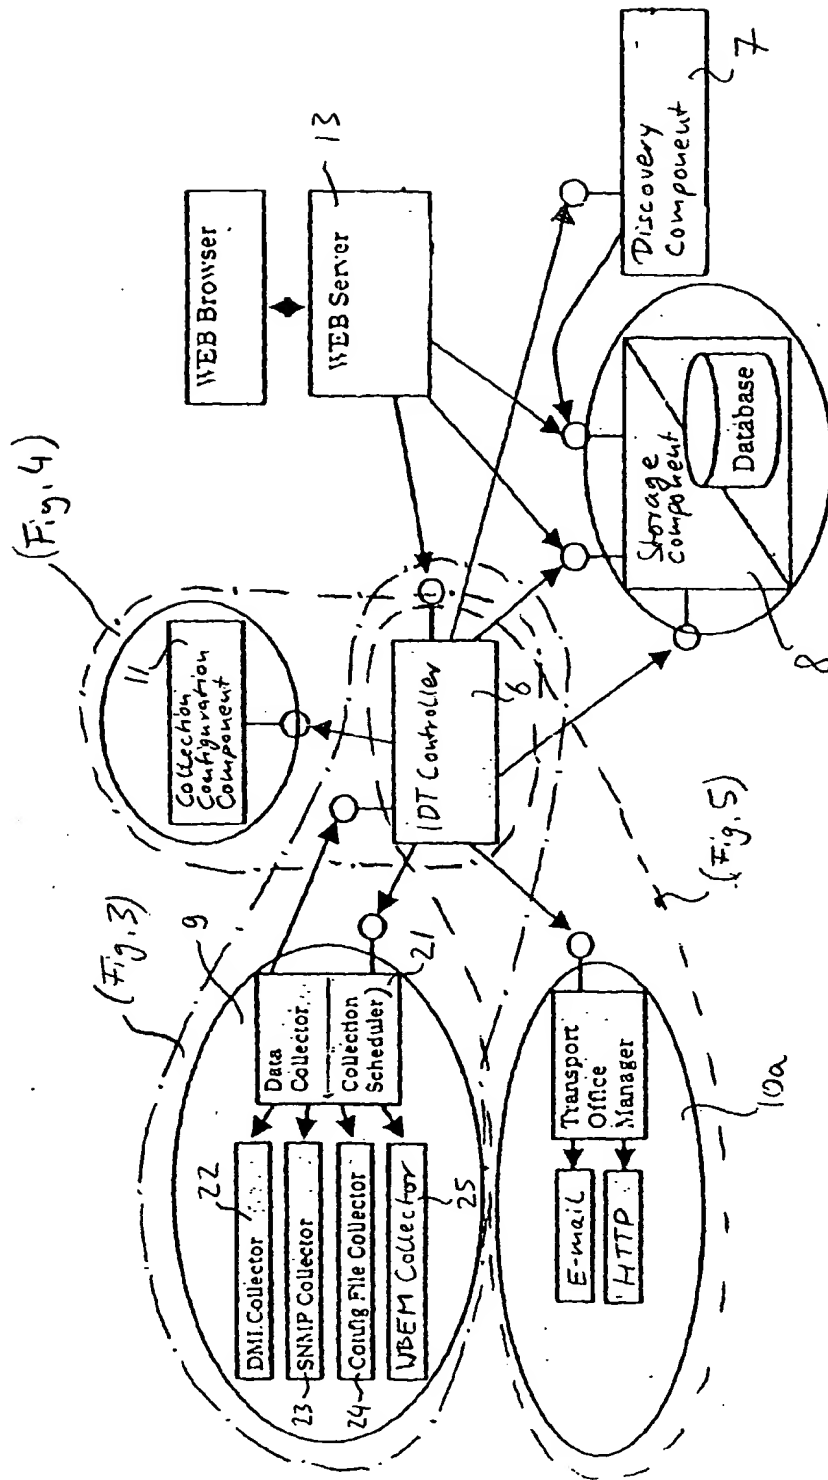 (Fig. 3)
9
DMI Collector
22
SNMP Collector
23
Config File Collector
24
WBEM Collector
25
Data
Collector
(Collection
Scheduler)
21
(Fig. 4)
Collection
Configuration
Component
11
WEB Browser
WEB Server
13
IDT Controller
6
E-mail
HTTP
Transport
Office
Manager
10a
(Fig. 5)
Storage
Component
Database
8
Discovery
Component
7